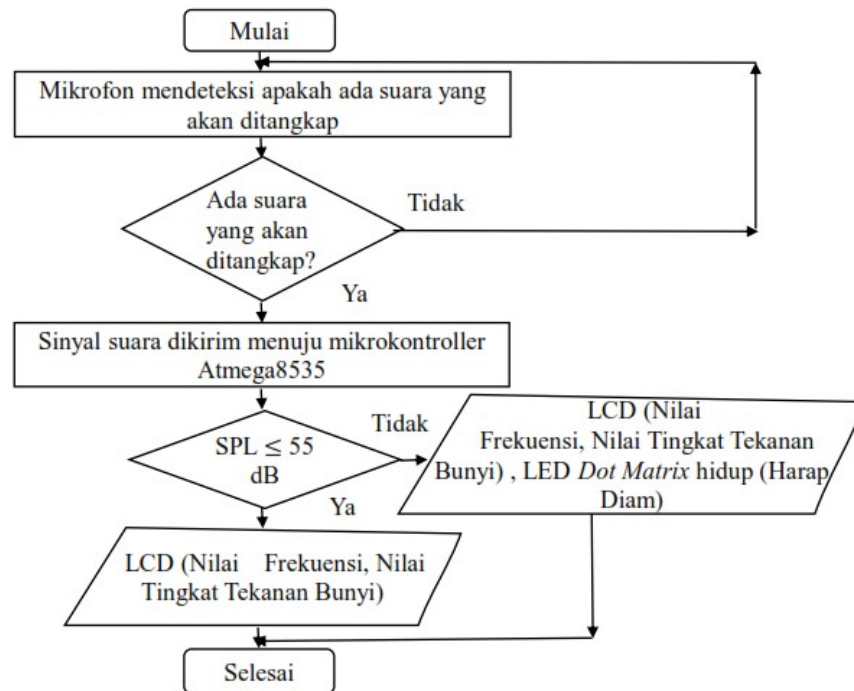 Mulai
Mikrofon mendeteksi apakah ada suara yang
akan ditangkap
Ada suara
yang akan
ditangkap?
Tidak
Ya
Sinyal suara dikirim menuju mikrokontroller
Atmega8535
SPL ≤ 55
dB
Tidak
LCD (Nilai
Frekuensi, Nilai Tingkat Tekanan
Bunyi) , LED Dot Matrix hidup (Harap
Diam)
Ya
LCD (Nilai Frekuensi, Nilai
Tingkat Tekanan Bunyi)
Selesai